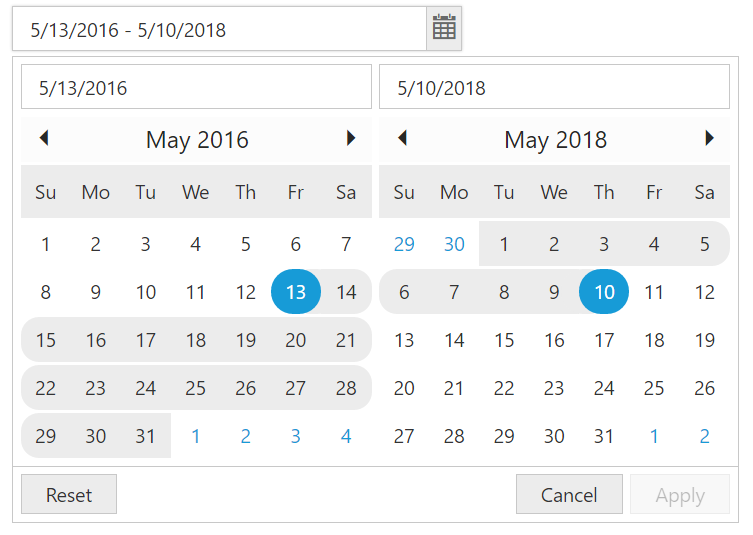 5/13/2016 - 5/10/2018
5/13/2016
5/10/2018
May 2016
Su Mo Tu We Th Fr Sa
1 2 3 4 5 6 7
8 9 10 11 12 13 14
15 16 17 18 19 20 21
22 23 24 25 26 27 28
29 30 31 1 2 3 4
May 2018
Su Mo Tu We Th Fr Sa
29 30 1 2 3 4 5
6 7 8 9 10 11 12
13 14 15 16 17 18 19
20 21 22 23 24 25 26
27 28 29 30 31 1 2
Reset
Cancel
Apply